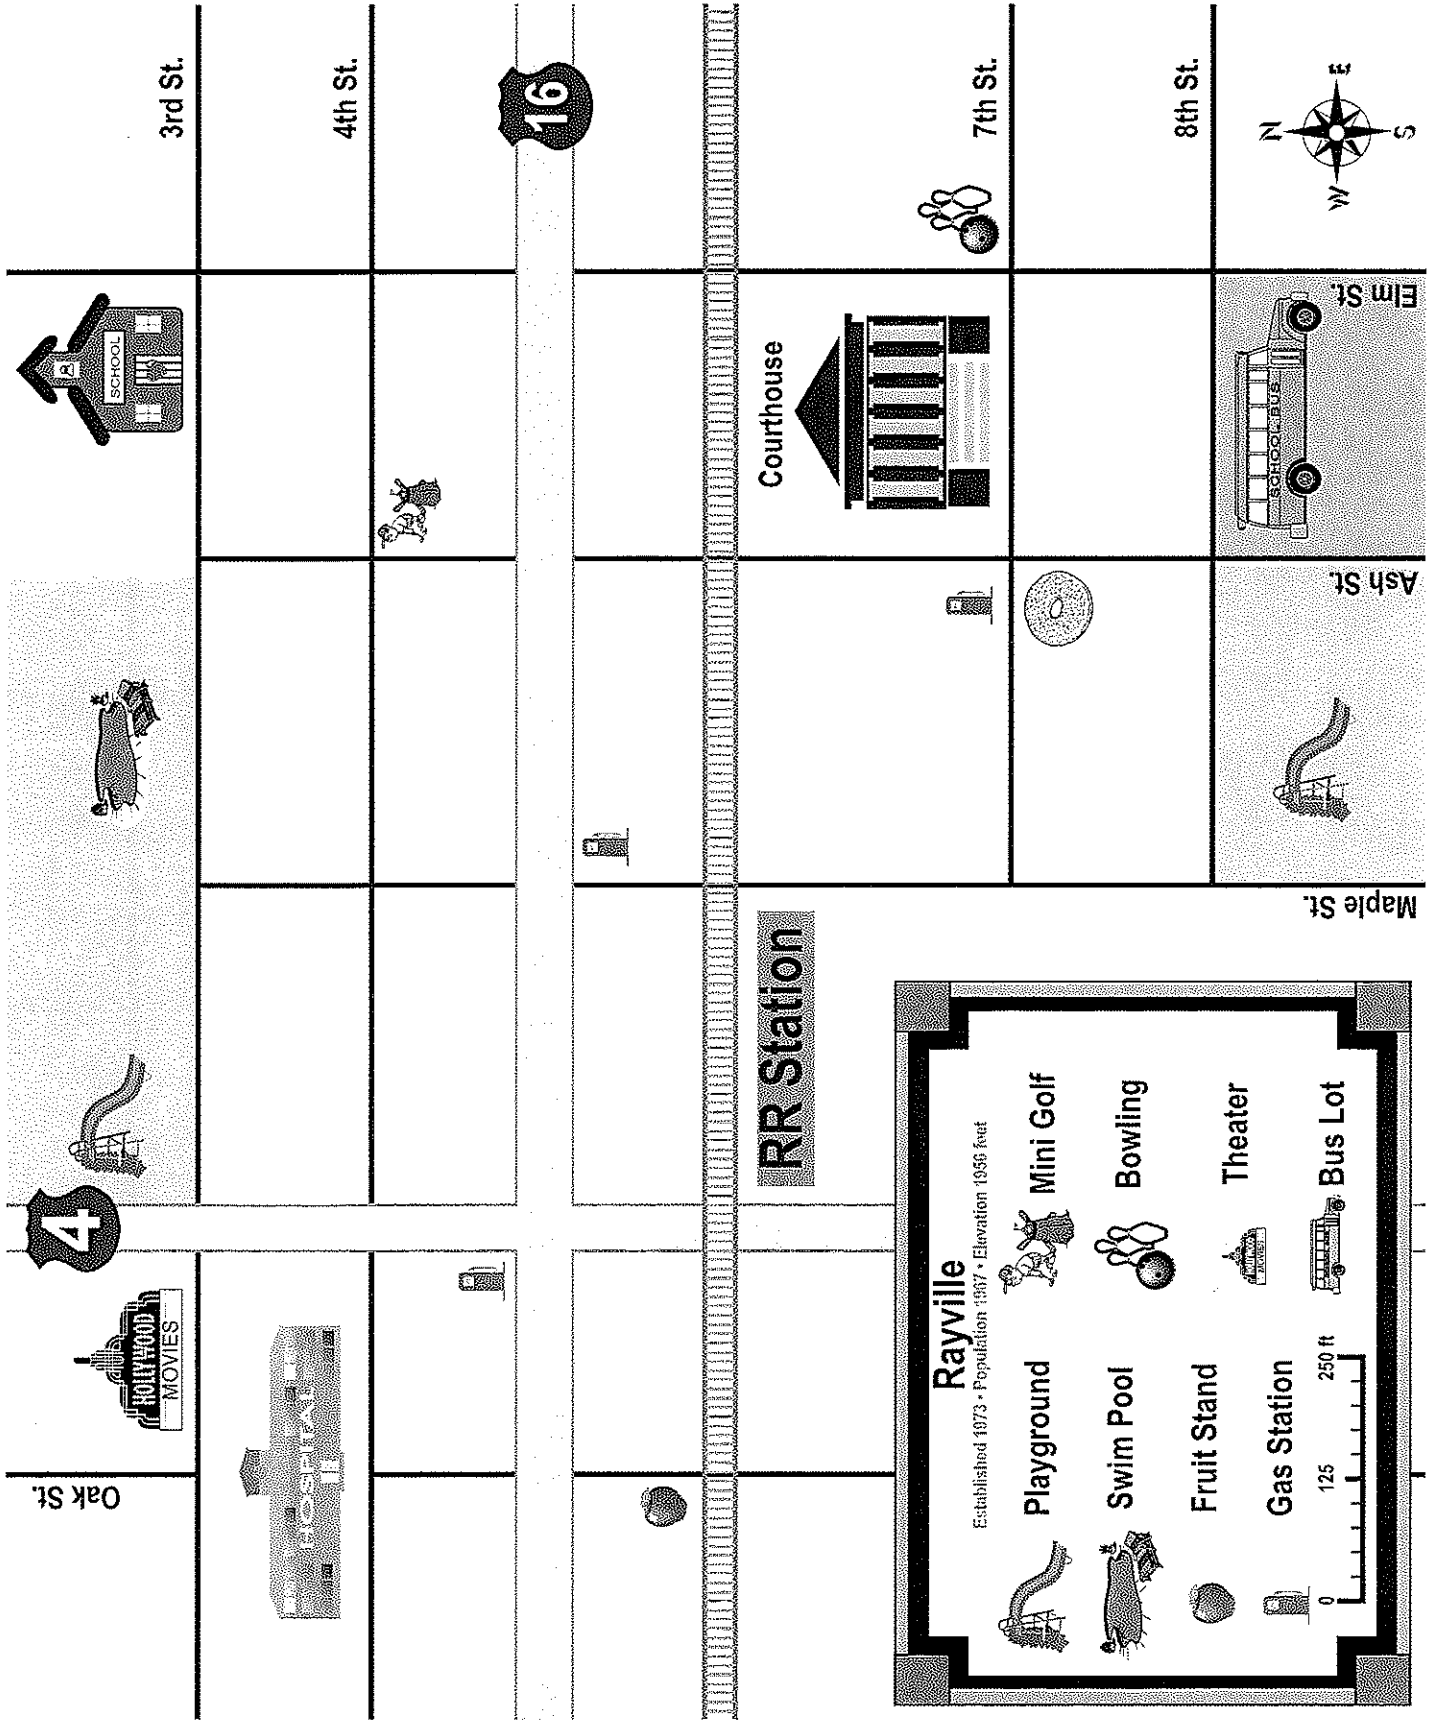 Oak St.
4
HOLLYWOOD
MOVIES
SCHOOL
3rd St.
HOSPITAL
4th St.
16
RR Station
Courthouse
7th St.
8th St.
Rayville
Established 1973 • Population 1967 • Elevation 1950 feet
Playground
Mini Golf
Swim Pool
Bowling
Fruit Stand
Theater
Gas Station
Bus Lot
0 125 250 ft
Maple St.
Ash St.
Elm St.
SCHOOL BUS
N
W
E
S